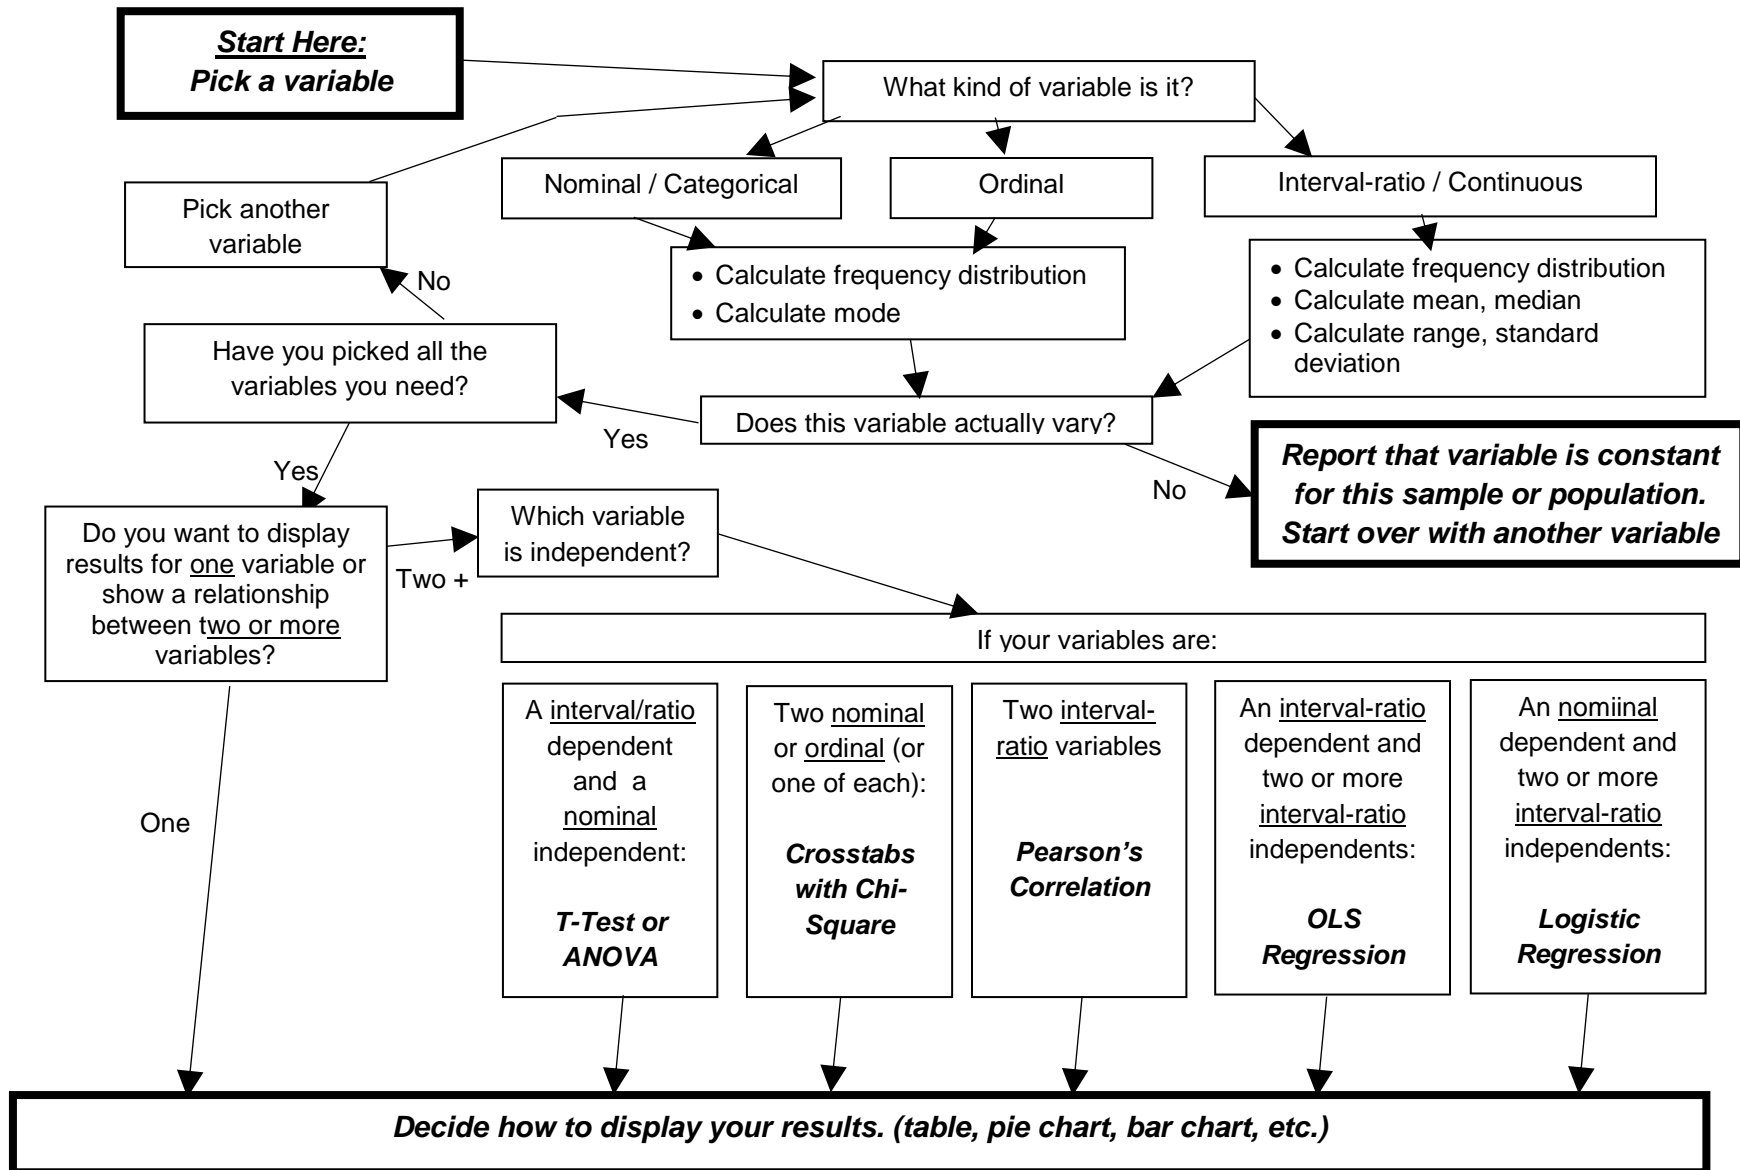 Start Here:
Pick a variable
What kind of variable is it?
Nominal / Categorical
Ordinal
Interval-ratio / Continuous
Pick another
variable
No
• Calculate frequency distribution
• Calculate mode
• Calculate frequency distribution
• Calculate mean, median
• Calculate range, standard
deviation
Have you picked all the
variables you need?
Does this variable actually vary?
Yes
No
Report that variable is constant
for this sample or population.
Start over with another variable
Yes
Do you want to display
results for one variable or
show a relationship
between two or more
variables?
Two +
Which variable
is independent?
If your variables are:
A interval/ratio
dependent
and a
nominal
independent:
T-Test or
ANOVA
Two nominal
or ordinal (or
one of each):
Crosstabs
with Chi-
Square
Two interval-
ratio variables
Pearson's
Correlation
An interval-ratio
dependent and
two or more
interval-ratio
independents:
OLS
Regression
An nomiinal
dependent and
two or more
interval-ratio
independents:
Logistic
Regression
One
Decide how to display your results. (table, pie chart, bar chart, etc.)